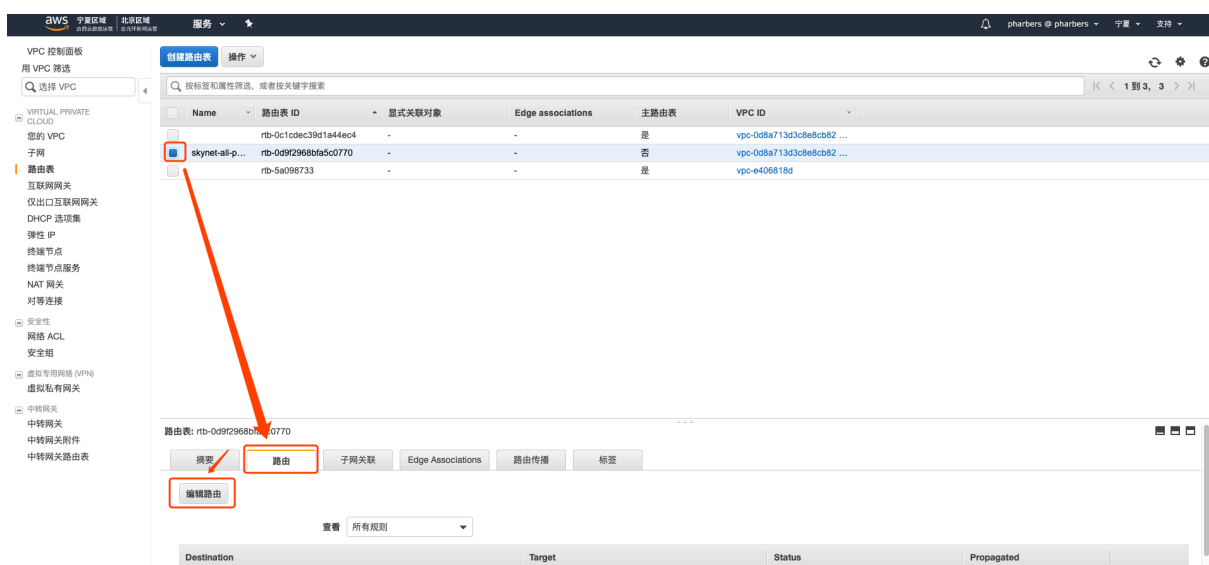 aws 宁夏区域 | 北京区域 服务 pharbers @ pharbers 宁夏 支持
VPC 控制面板
用 VPC 筛选
选择 VPC
VIRTUAL PRIVATE CLOUD
您的 VPC
子网
路由表
互联网网关
仅出口互联网网关
DHCP 选项集
弹性 IP
终端节点
终端节点服务
NAT 网关
对等连接
安全性
网络 ACL
安全组
虚拟专用网络 (VPN)
虚拟私有网关
中转网关
中转网关
中转网关附件
中转网关路由表
创建路由表 操作
按标签和属性筛选，或者按关键字搜索 1 到 3，3
Name 路由表 ID 显式关联对象 Edge associations 主路由表 VPC ID
rtb-0c1cdec39d1a44ec4 - - 是 vpc-0d8a713d3c8e8cb82 ...
skynet-all-p... rtb-0d9f2968bfa5c0770 - - 否 vpc-0d8a713d3c8e8cb82 ...
rtb-5a098733 - - 是 vpc-e406818d
路由表: rtb-0d9f2968bfa5c0770
摘要 路由 子网关联 Edge Associations 路由传播 标签
编辑路由
查看 所有规则
Destination Target Status Propagated